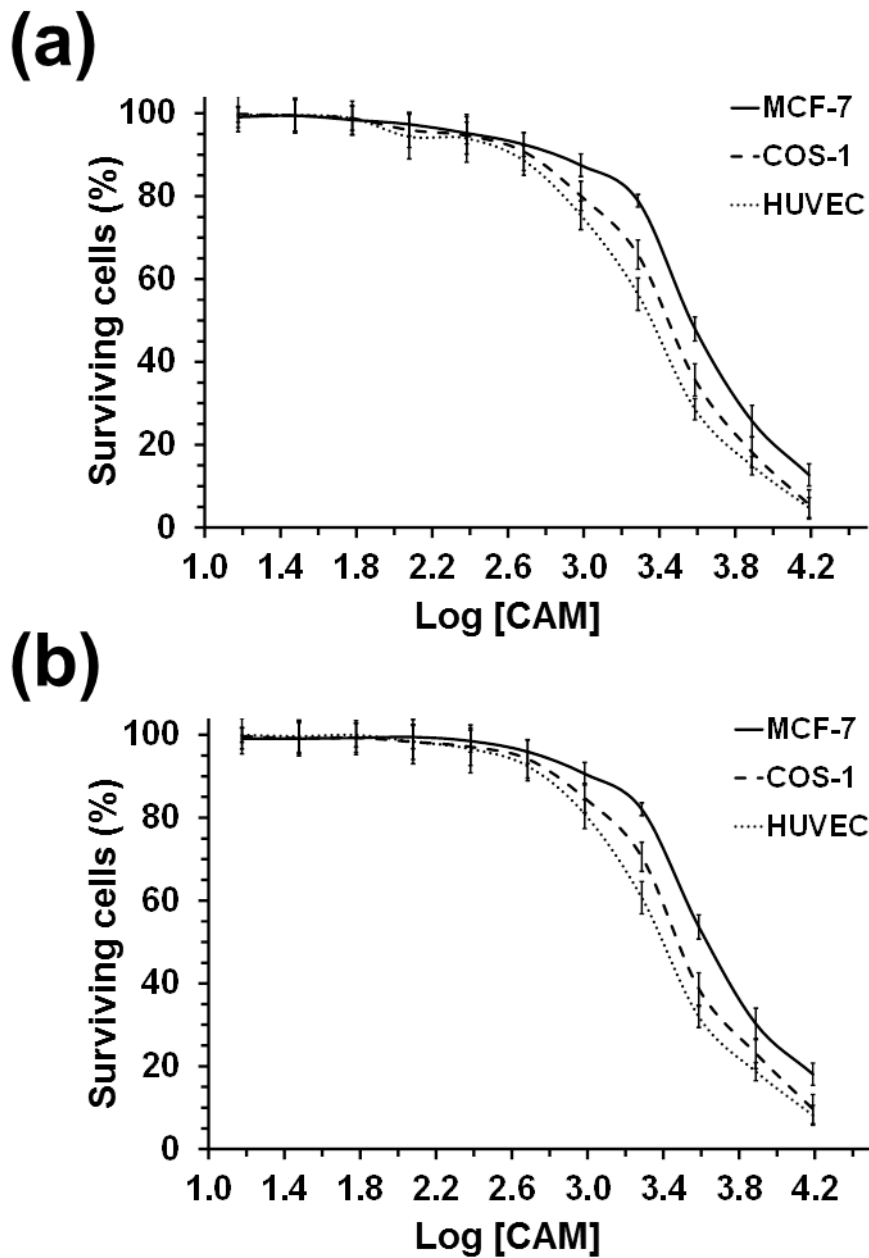 (a)
100
80
60
40
20
0
Surviving cells (%)
MCF-7
COS-1
HUVEC
1.0 1.4 1.8 2.2 2.6 3.0 3.4 3.8 4.2
Log [CAM]
(b)
100
80
60
40
20
0
Surviving cells (%)
MCF-7
COS-1
HUVEC
1.0 1.4 1.8 2.2 2.6 3.0 3.4 3.8 4.2
Log [CAM]